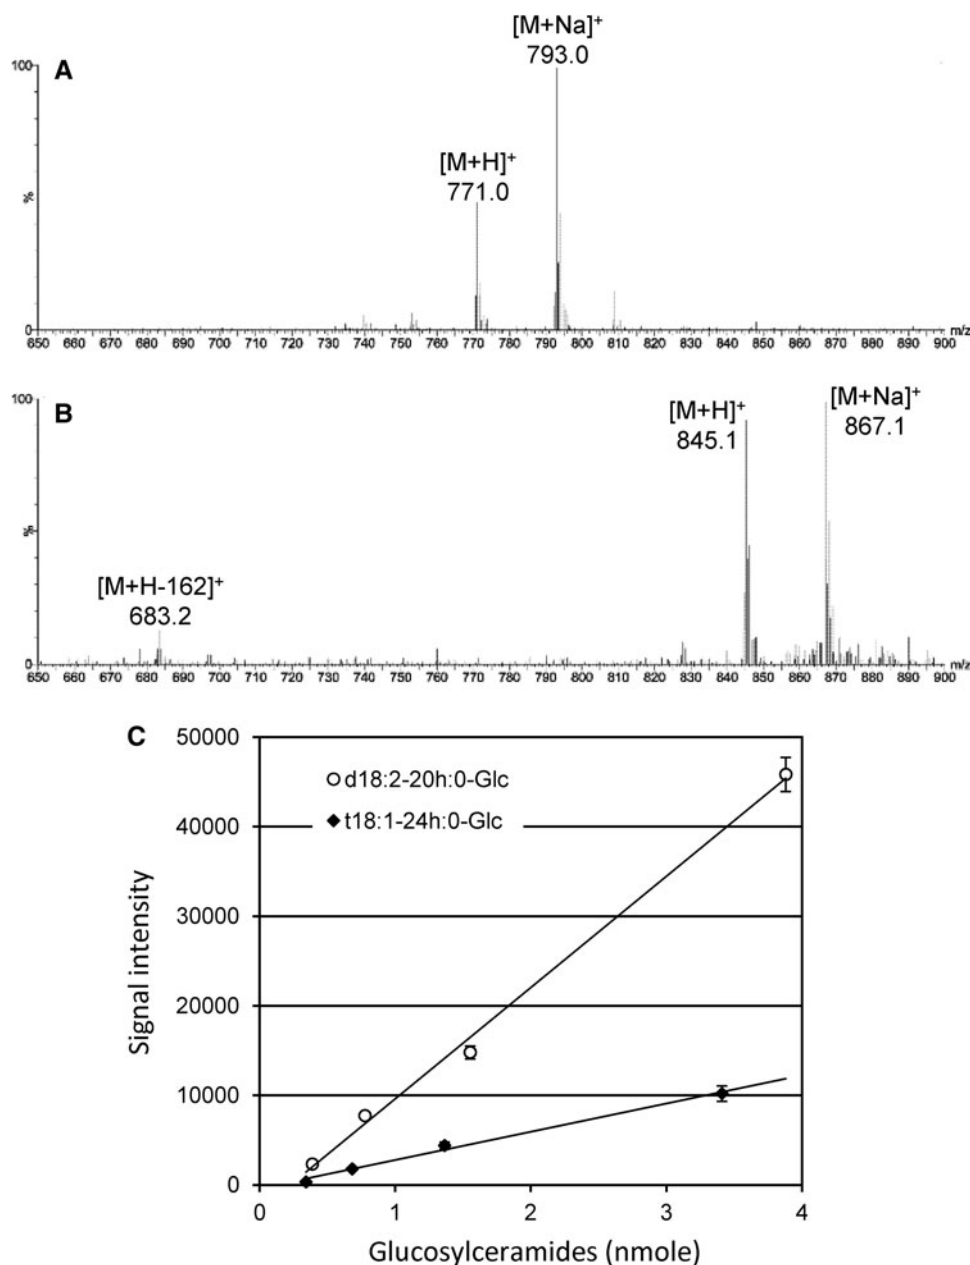 A
[M+Na]⁺
793.0
[M+H]⁺
771.0
100
%
0
650 660 670 680 690 700 710 720 730 740 750 760 770 780 790 800 810 820 830 840 850 860 870 880 890 900 m/z
B
[M+H]⁺
845.1
[M+Na]⁺
867.1
[M+H-162]⁺
683.2
100
%
0
650 660 670 680 690 700 710 720 730 740 750 760 770 780 790 800 810 820 830 840 850 860 870 880 890 900 m/z
C
50000
d18:2-20h:0-Glc
t18:1-24h:0-Glc
40000
30000
20000
10000
0
Signal intensity
0 1 2 3 4
Glucosylceramides (nmole)